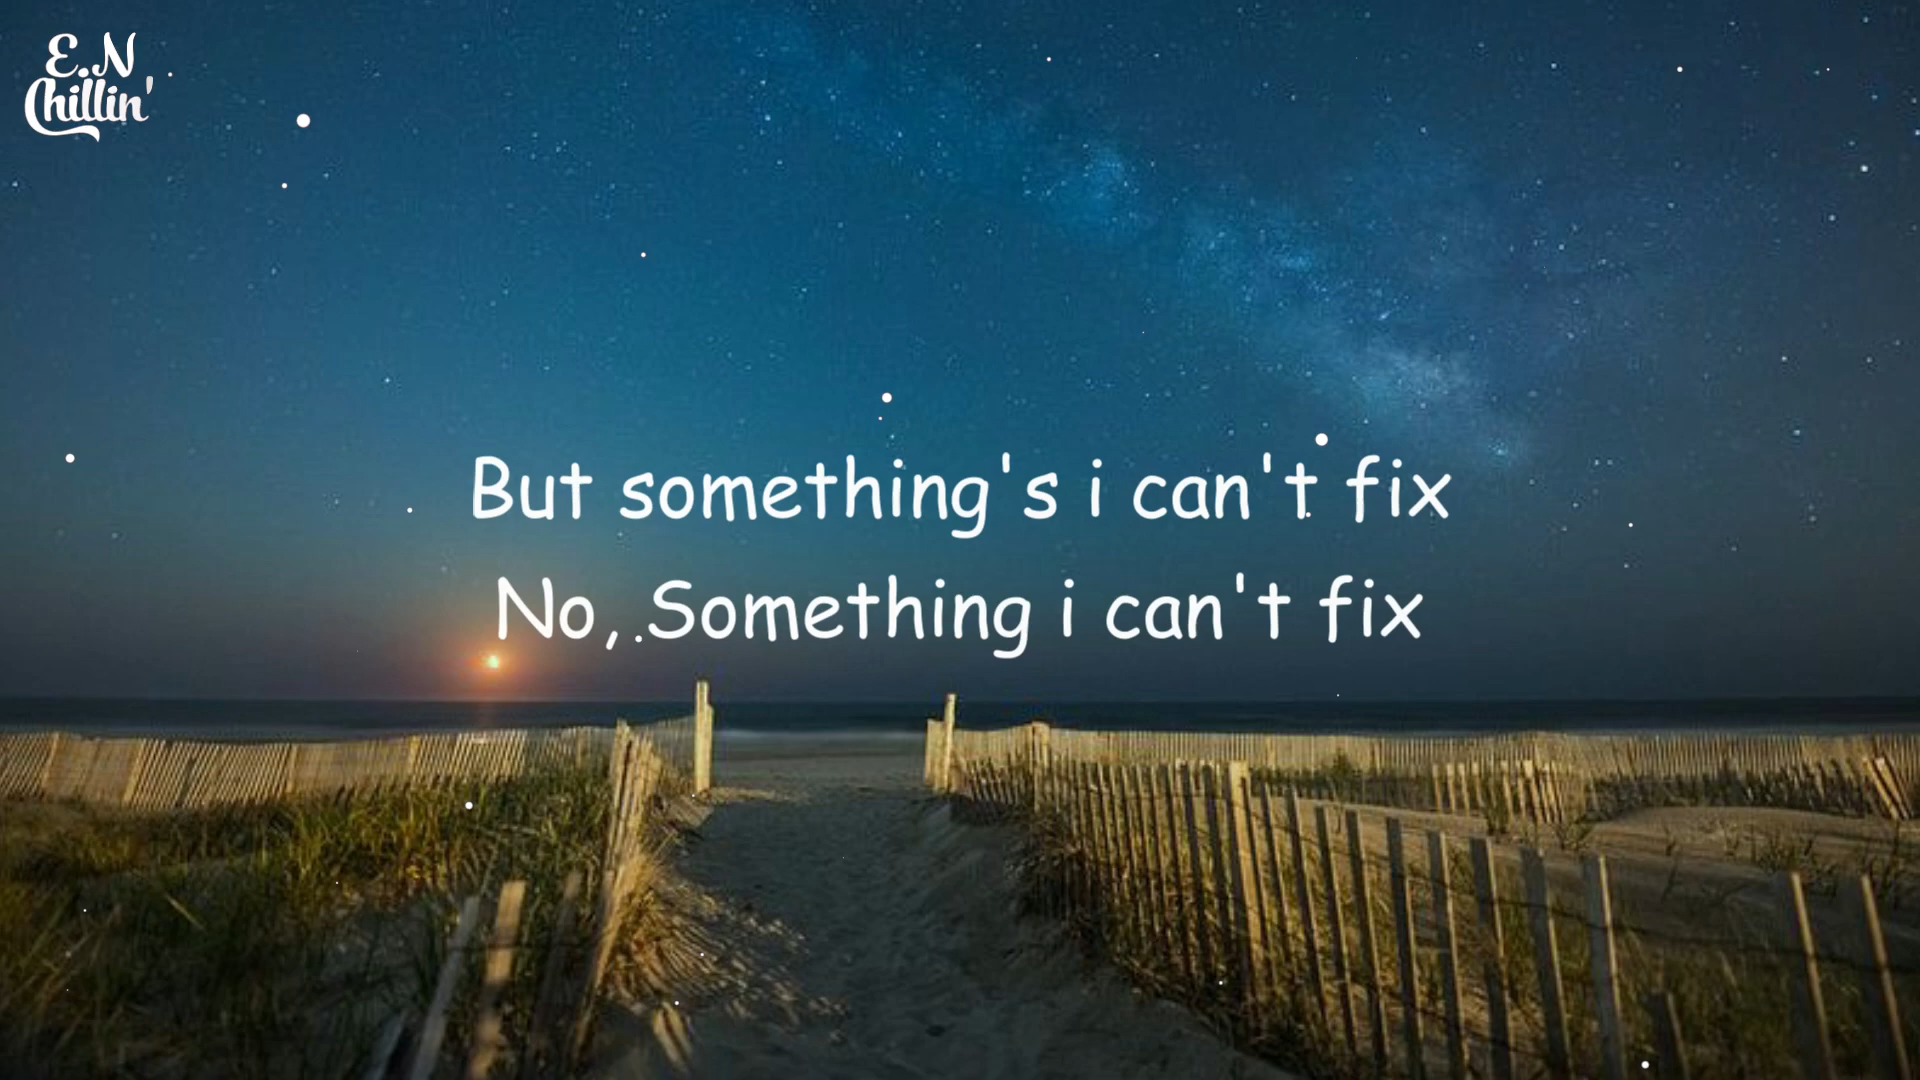 E.N
Chillin'
But something's i can't fix
No, Something i can't fix